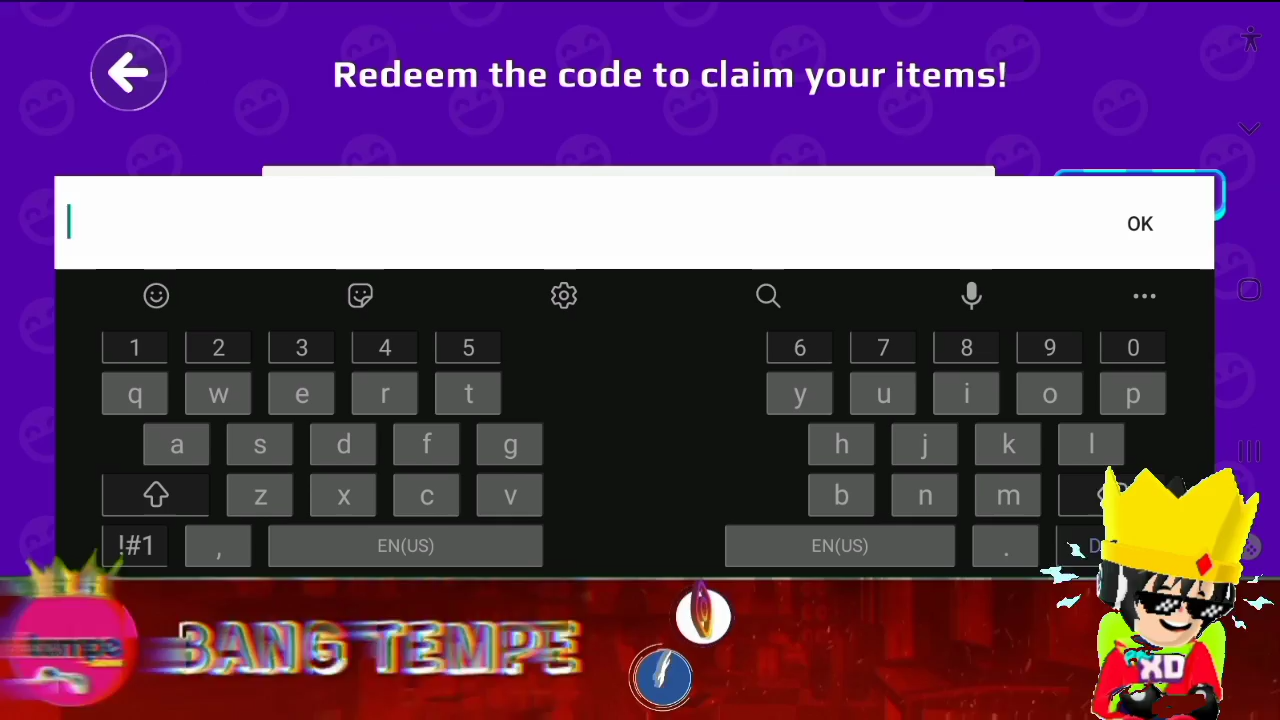 Redeem the code to claim your items!
OK
1 2 3 4 5 6 7 8 9 0
q w e r t y u i o p
a s d f g h j k l
z x c v b n m
!#1 , EN(US) EN(US) .
BANG TEMPE
XD